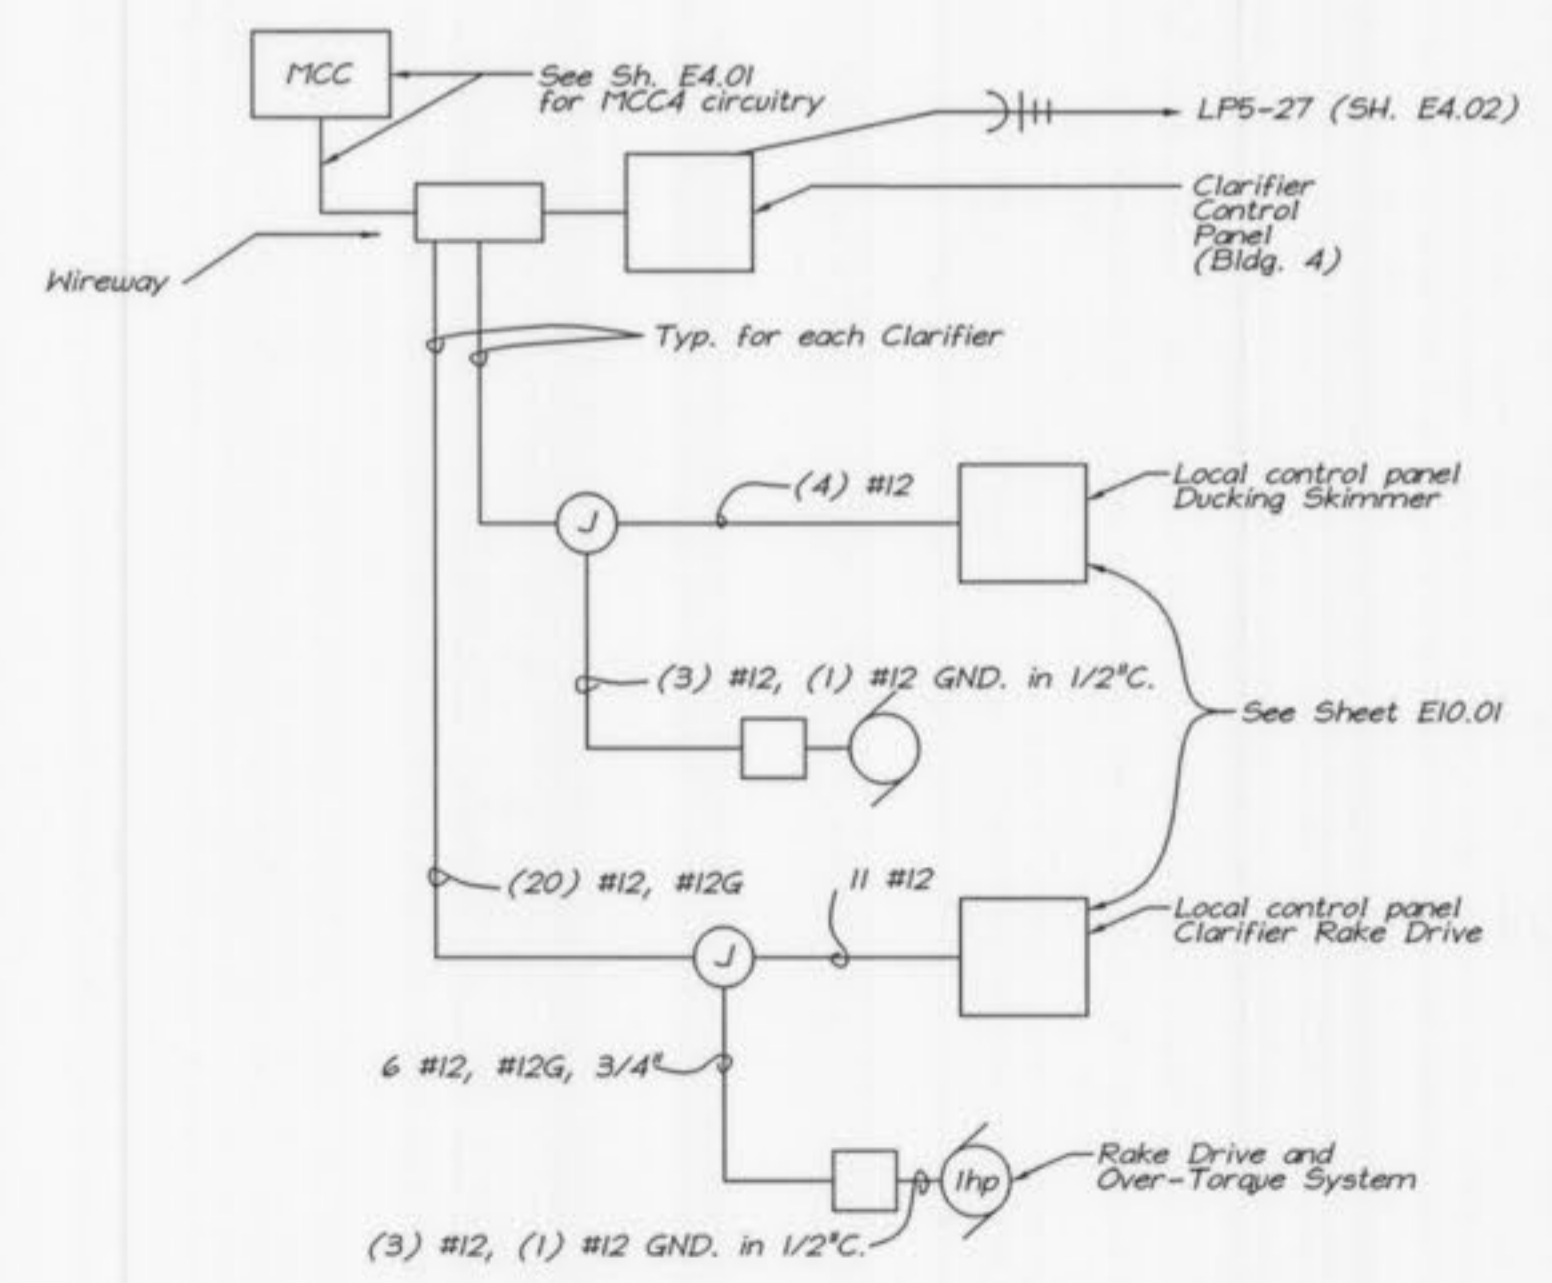 MCC
See Sh. E4.01
for MCC4 circuitry
LP5-27 (SH. E4.02)
Clarifier
Control
Panel
(Bldg. 4)
Wireway
Typ. for each Clarifier
(4) #12
Local control panel
Ducking Skimmer
J
(3) #12, (1) #12 GND. in 1/2"C.
See Sheet E10.01
(20) #12, #12G
11 #12
Local control panel
Clarifier Rake Drive
J
6 #12, #12G, 3/4"
1hp
Rake Drive and
Over-Torque System
(3) #12, (1) #12 GND. in 1/2"C.